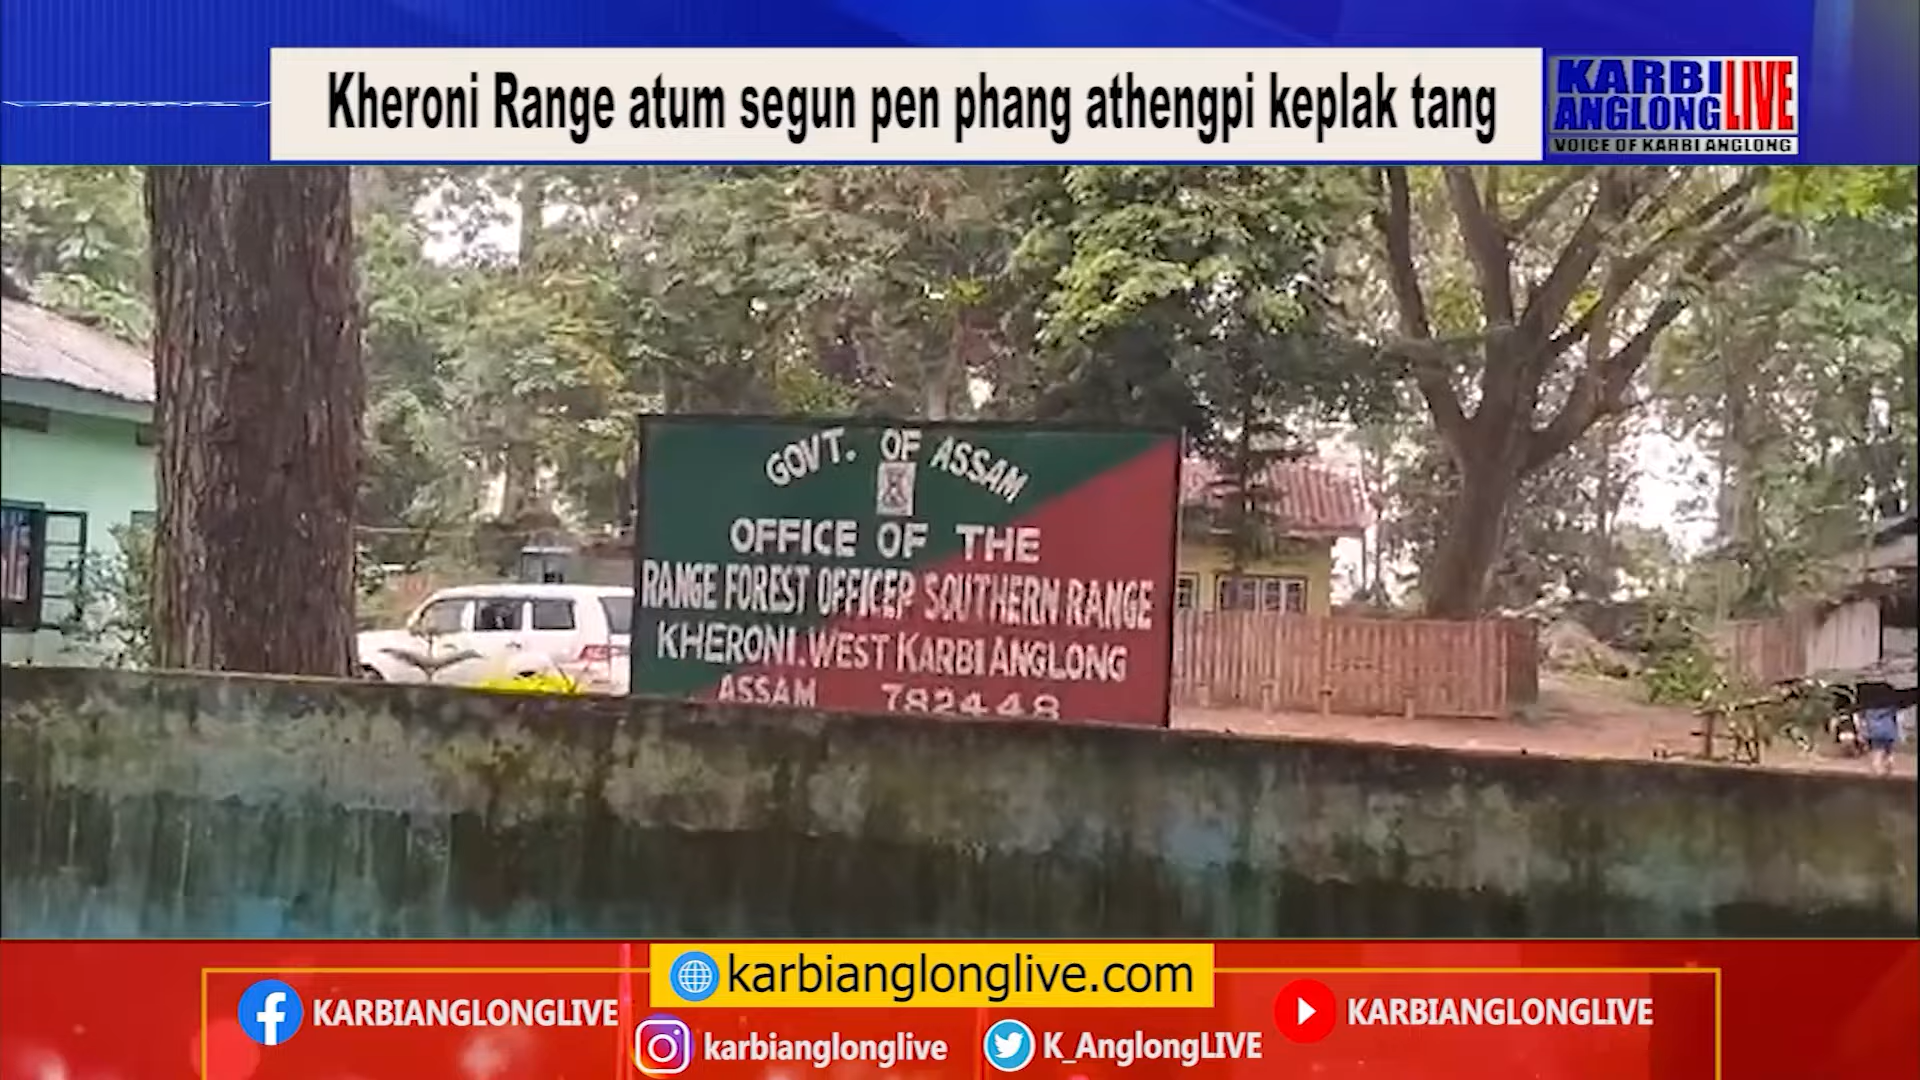 Kheroni Range atum segun pen phang athengpi keplak tang
KARBI
ANGLONG LIVE
VOICE OF KARBI ANGLONG
GOVT. OF ASSAM
OFFICE OF THE
RANGE FOREST OFFICER SOUTHERN RANGE
KHERONI.WEST KARBI ANGLONG
ASSAM 782448
karbianglonglive.com
KARBIANGLONGLIVE
karbianglonglive
K_AnglongLIVE
KARBIANGLONGLIVE